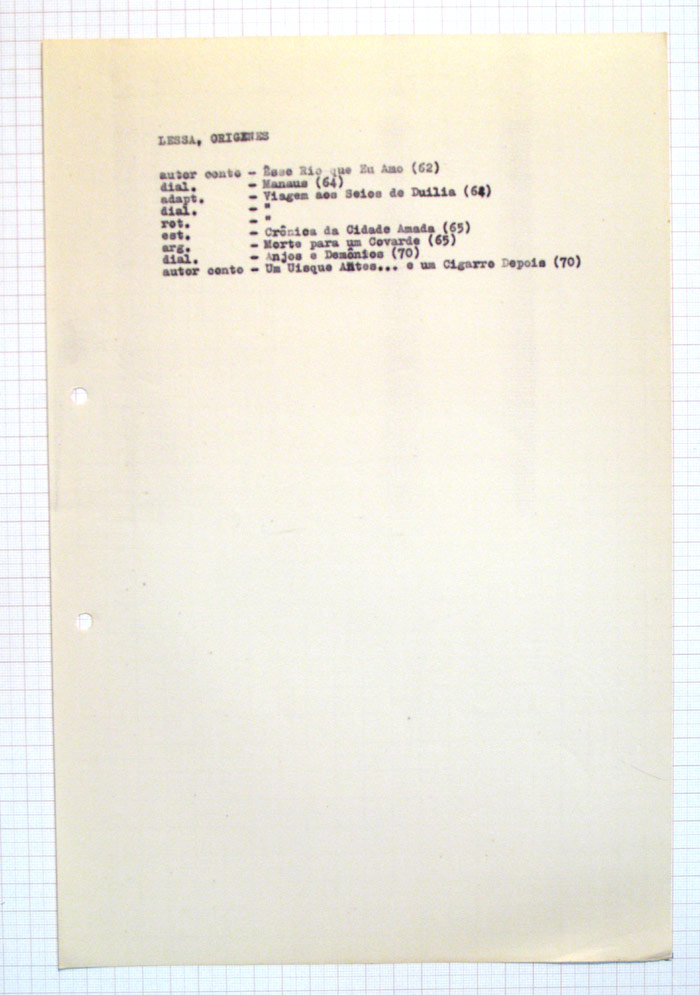 LESSA, ORIGENES
autor conto - Êsse Rio que Eu Amo (62)
dial. - Manaus (64)
adapt. - Viagem aos Seios de Duilia (64)
dial. - "
rot. - "
est. - Crônica da Cidade Amada (65)
arg. - Morte para um Covarde (65)
dial. - Anjos e Demônios (70)
autor conto - Um Uisque Antes... e um Cigarro Depois (70)